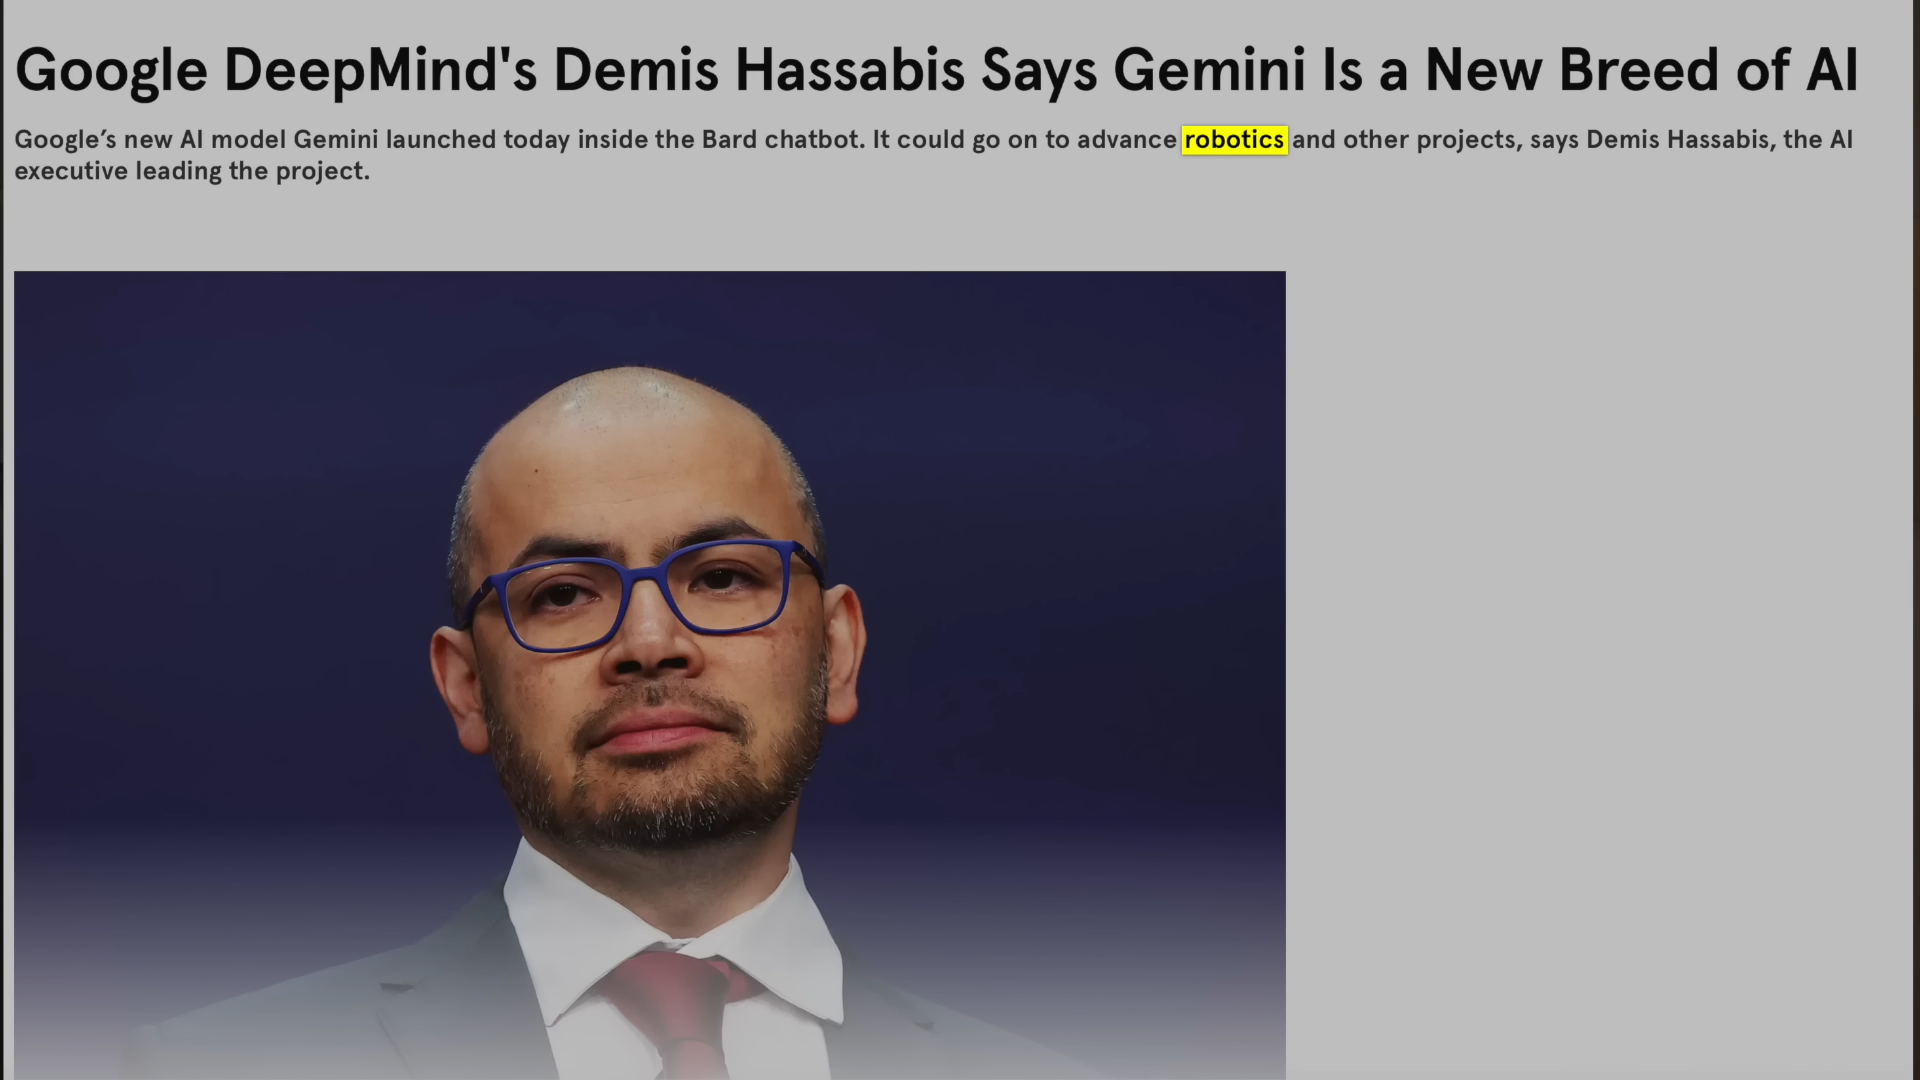 Google DeepMind's Demis Hassabis Says Gemini Is a New Breed of AI
Google’s new AI model Gemini launched today inside the Bard chatbot. It could go on to advance robotics and other projects, says Demis Hassabis, the AI
executive leading the project.